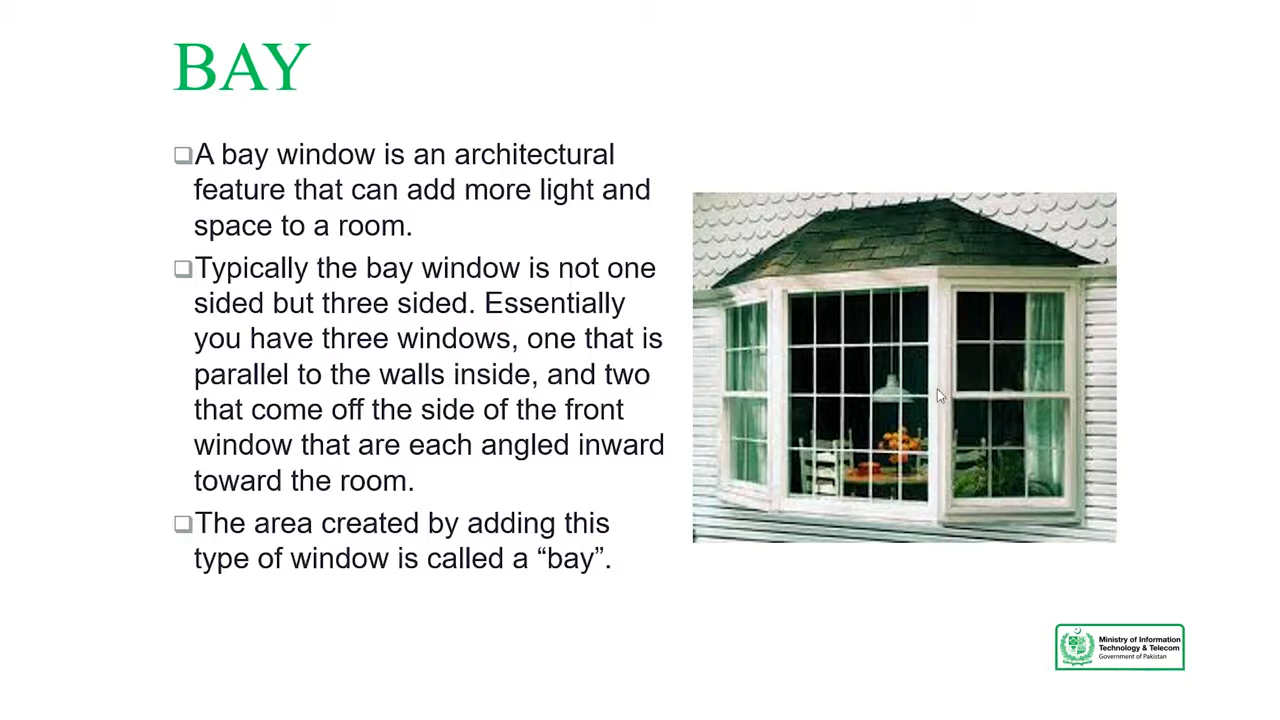 BAY
A bay window is an architectural
feature that can add more light and
space to a room.
Typically the bay window is not one
sided but three sided. Essentially
you have three windows, one that is
parallel to the walls inside, and two
that come off the side of the front
window that are each angled inward
toward the room.
The area created by adding this
type of window is called a “bay”.
Ministry of Information
Technology & Telecom
Government of Pakistan